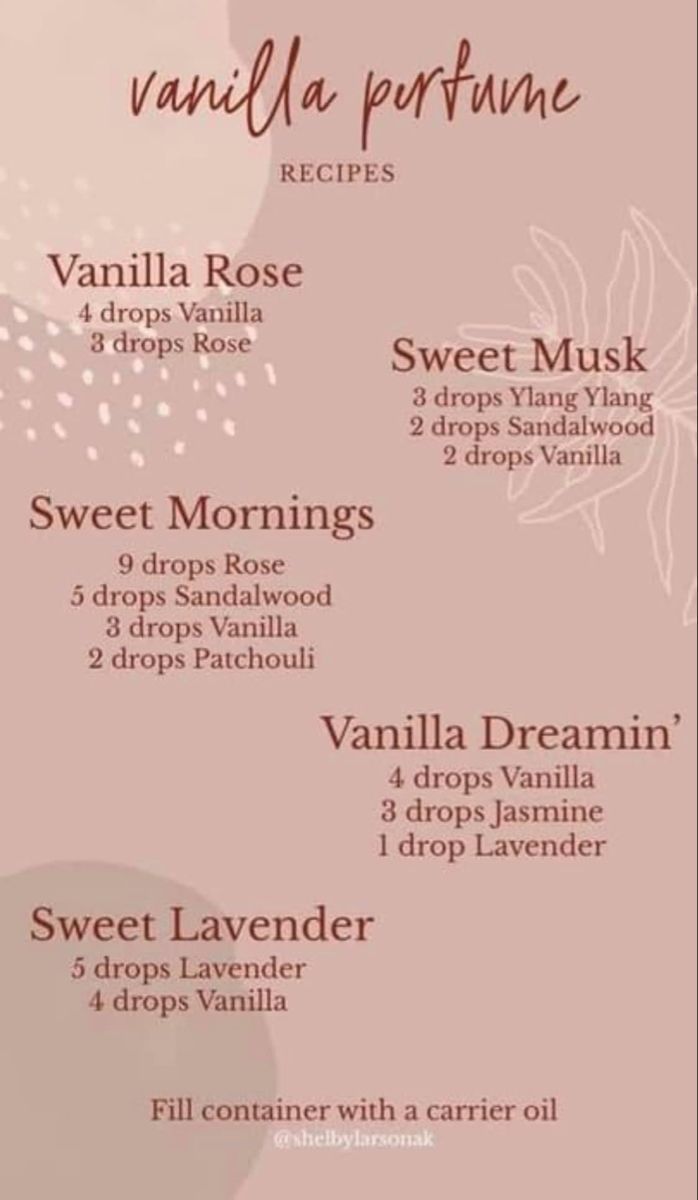 vanilla perfume
RECIPES
Vanilla Rose
4 drops Vanilla
3 drops Rose
Sweet Musk
3 drops Ylang Ylang
2 drops Sandalwood
2 drops Vanilla
Sweet Mornings
9 drops Rose
5 drops Sandalwood
3 drops Vanilla
2 drops Patchouli
Vanilla Dreamin’
4 drops Vanilla
3 drops Jasmine
1 drop Lavender
Sweet Lavender
5 drops Lavender
4 drops Vanilla
Fill container with a carrier oil
@shelbylarsonak